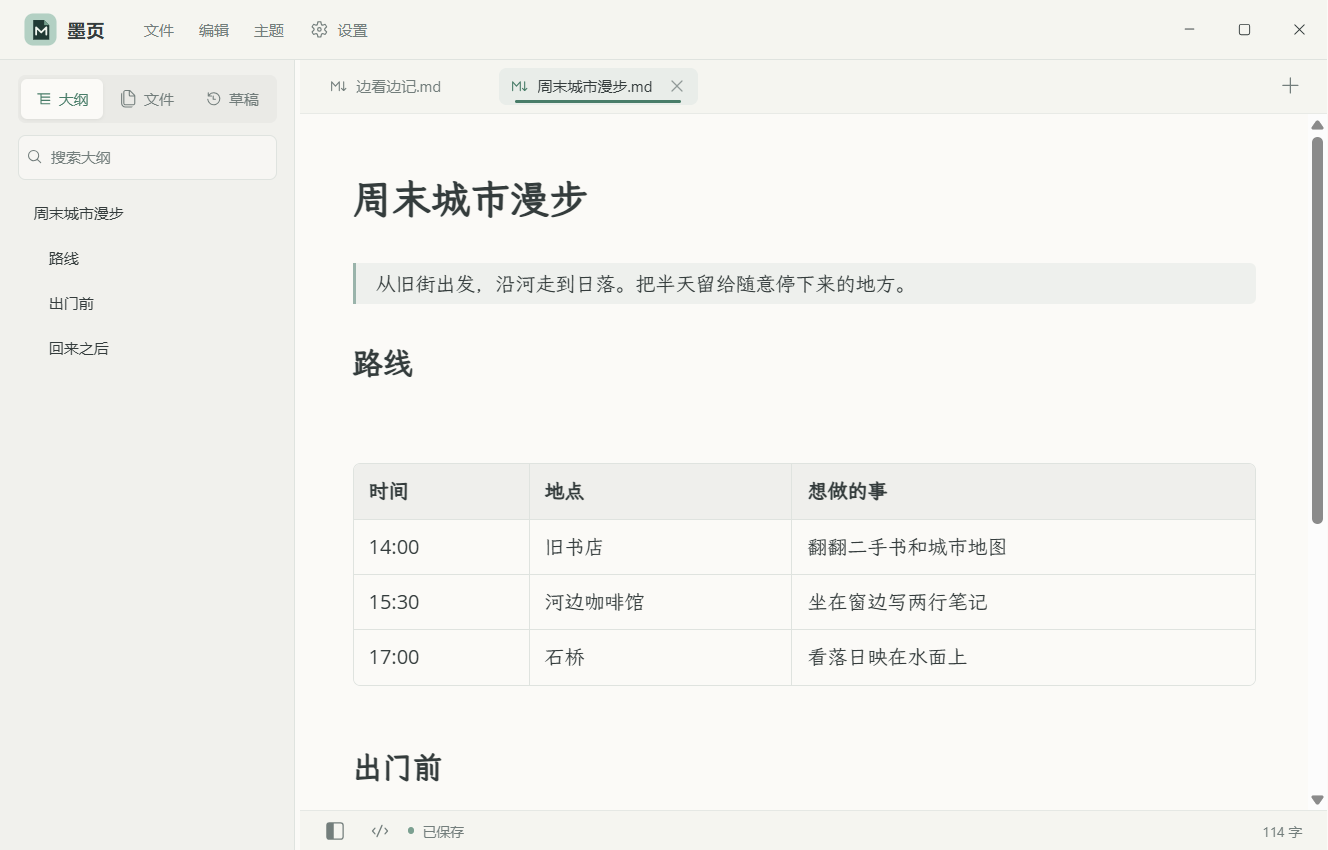 墨页 文件 编辑 主题 设置
大纲 文件 草稿
搜索大纲
周末城市漫步
路线
出门前
回来之后
M↓ 边看边记.md M↓ 周末城市漫步.md
周末城市漫步
从旧街出发，沿河走到日落。把半天留给随意停下来的地方。
路线
时间 地点 想做的事
14:00 旧书店 翻翻二手书和城市地图
15:30 河边咖啡馆 坐在窗边写两行笔记
17:00 石桥 看落日映在水面上
出门前
</> 已保存 114 字